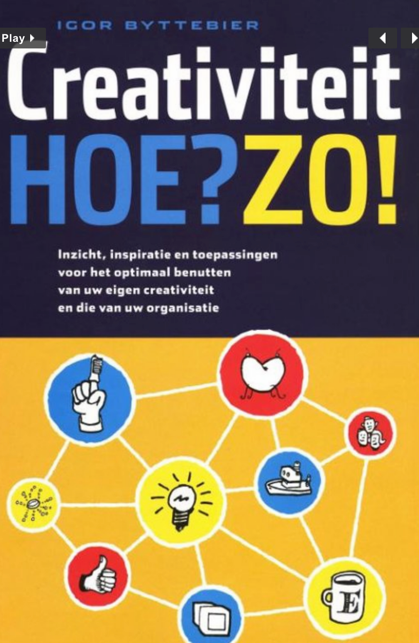 IGOR BYTTEBIER
Play
Creativiteit
HOE?ZO!
Inzicht, inspiratie en toepassingen
voor het optimaal benutten
van uw eigen creativiteit
en die van uw organisatie
E